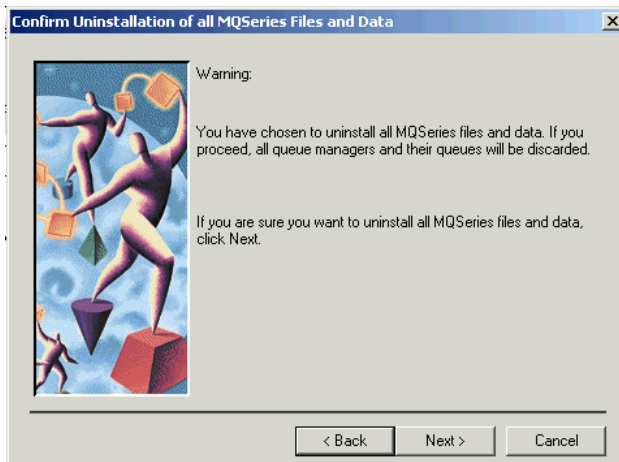 Confirm Uninstallation of all MQSeries Files and Data
Warning:
You have chosen to uninstall all MQSeries files and data. If you
proceed, all queue managers and their queues will be discarded.
If you are sure you want to uninstall all MQSeries files and data,
click Next.
< Back
Next >
Cancel